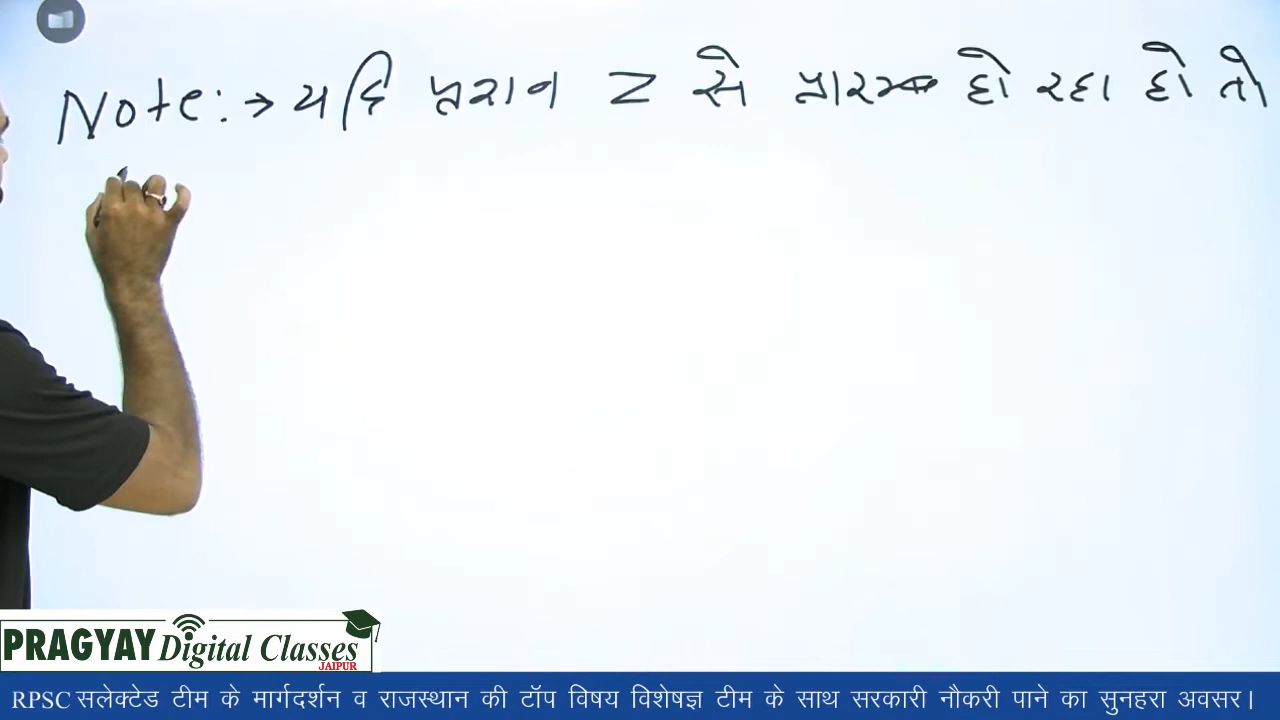 Note:→ यदि प्रशन Z से प्रारम्भ हो रहा हो तो
PRAGYAY Digital Classes
JAIPUR
RPSC सलेक्टेड टीम के मार्गदर्शन व राजस्थान की टॉप विषय विशेषज्ञ टीम के साथ सरकारी नौकरी पाने का सुनहरा अवसर।